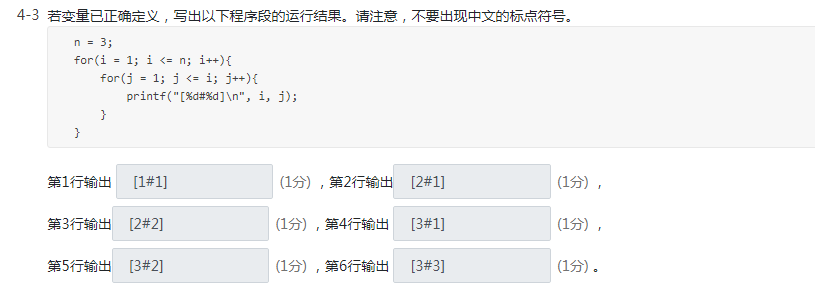 4-3 若变量已正确定义，写出以下程序段的运行结果。请注意，不要出现中文的标点符号。
n = 3;
for(i = 1; i <= n; i++){
    for(j = 1; j <= i; j++){
        printf("[%d#%d]\n", i, j);
    }
}
第1行输出 [1#1] (1分) ，第2行输出 [2#1] (1分) ，
第3行输出 [2#2] (1分) ，第4行输出 [3#1] (1分) ，
第5行输出 [3#2] (1分) ，第6行输出 [3#3] (1分) 。